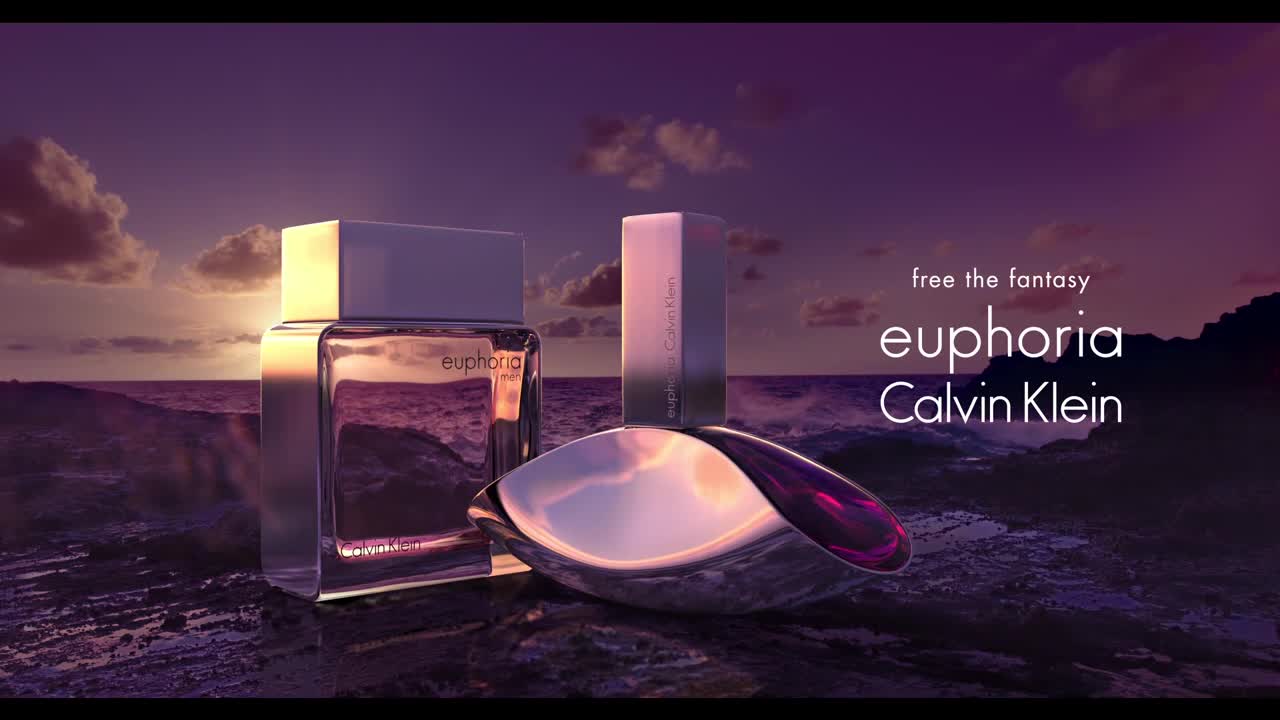 euphoria
men
Calvin Klein
euphoria Calvin Klein
free the fantasy
euphoria
Calvin Klein